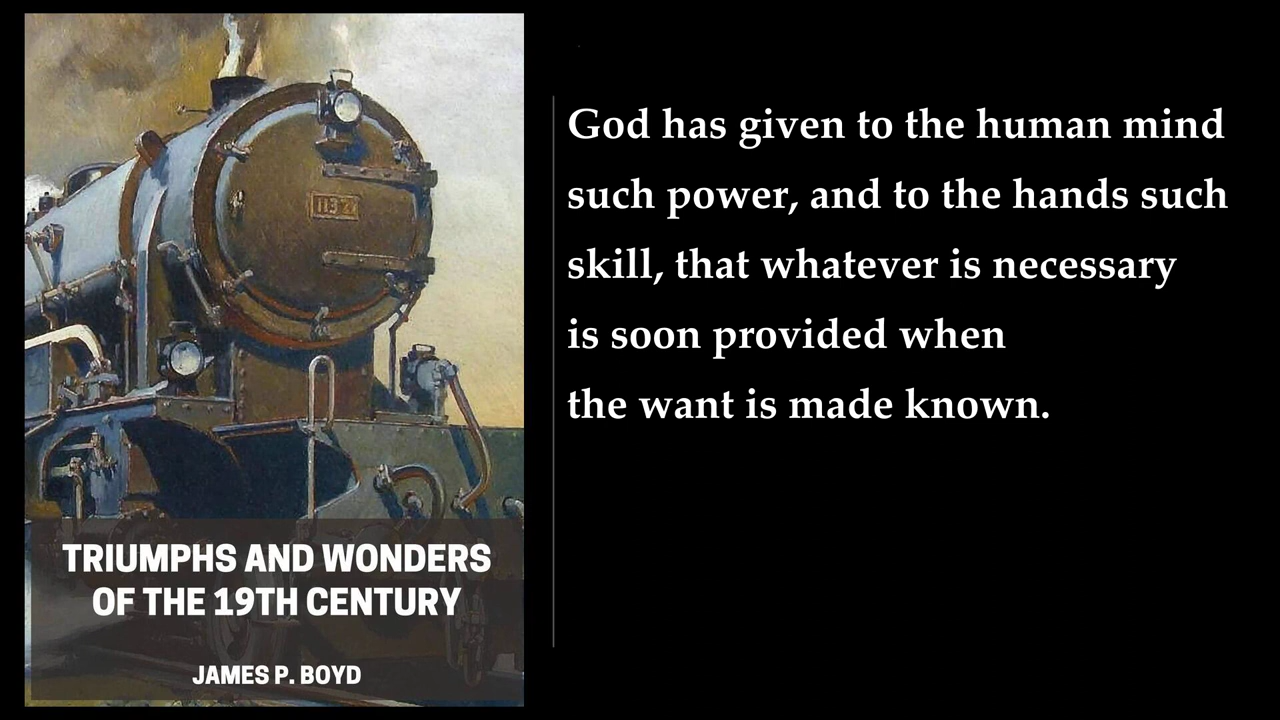 God has given to the human mind
such power, and to the hands such
skill, that whatever is necessary
is soon provided when
the want is made known.
TRIUMPHS AND WONDERS
OF THE 19TH CENTURY
JAMES P. BOYD